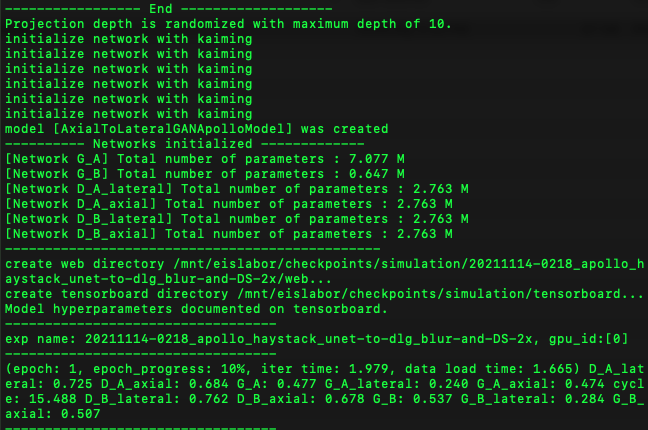 ----------------- End -------------------
Projection depth is randomized with maximum depth of 10.
initialize network with kaiming
initialize network with kaiming
initialize network with kaiming
initialize network with kaiming
initialize network with kaiming
initialize network with kaiming
model [AxialToLateralGANApolloModel] was created
---------- Networks initialized -------------
[Network G_A] Total number of parameters : 7.077 M
[Network G_B] Total number of parameters : 0.647 M
[Network D_A_lateral] Total number of parameters : 2.763 M
[Network D_A_axial] Total number of parameters : 2.763 M
[Network D_B_lateral] Total number of parameters : 2.763 M
[Network D_B_axial] Total number of parameters : 2.763 M
-----------------------------------------------
create web directory /mnt/eislabor/checkpoints/simulation/20211114-0218_apollo_h
aystack_unet-to-dlg_blur-and-DS-2x/web...
create tensorboard directory /mnt/eislabor/checkpoints/simulation/tensorboard...
Model hyperparameters documented on tensorboard.
----------------------------------
exp name: 20211114-0218_apollo_haystack_unet-to-dlg_blur-and-DS-2x, gpu_id:[0]
----------------------------------
(epoch: 1, epoch_progress: 10%, iter time: 1.979, data load time: 1.665) D_A_lat
eral: 0.725 D_A_axial: 0.684 G_A: 0.477 G_A_lateral: 0.240 G_A_axial: 0.474 cycl
e: 15.488 D_B_lateral: 0.762 D_B_axial: 0.678 G_B: 0.537 G_B_lateral: 0.284 G_B_
axial: 0.507
----------------------------------